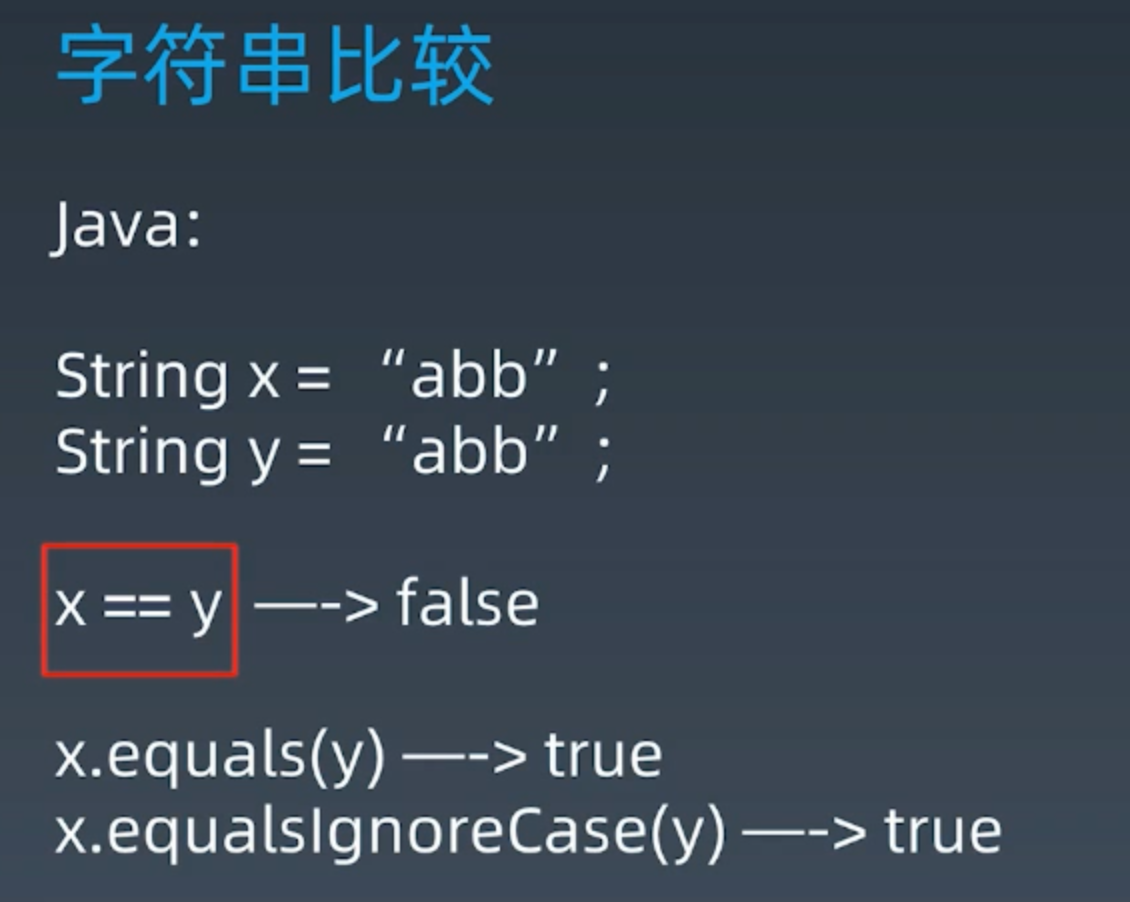 字符串比较
Java:
String x = “abb” ;
String y = “abb” ;
x == y —-> false
x.equals(y) —-> true
x.equalsIgnoreCase(y) —-> true